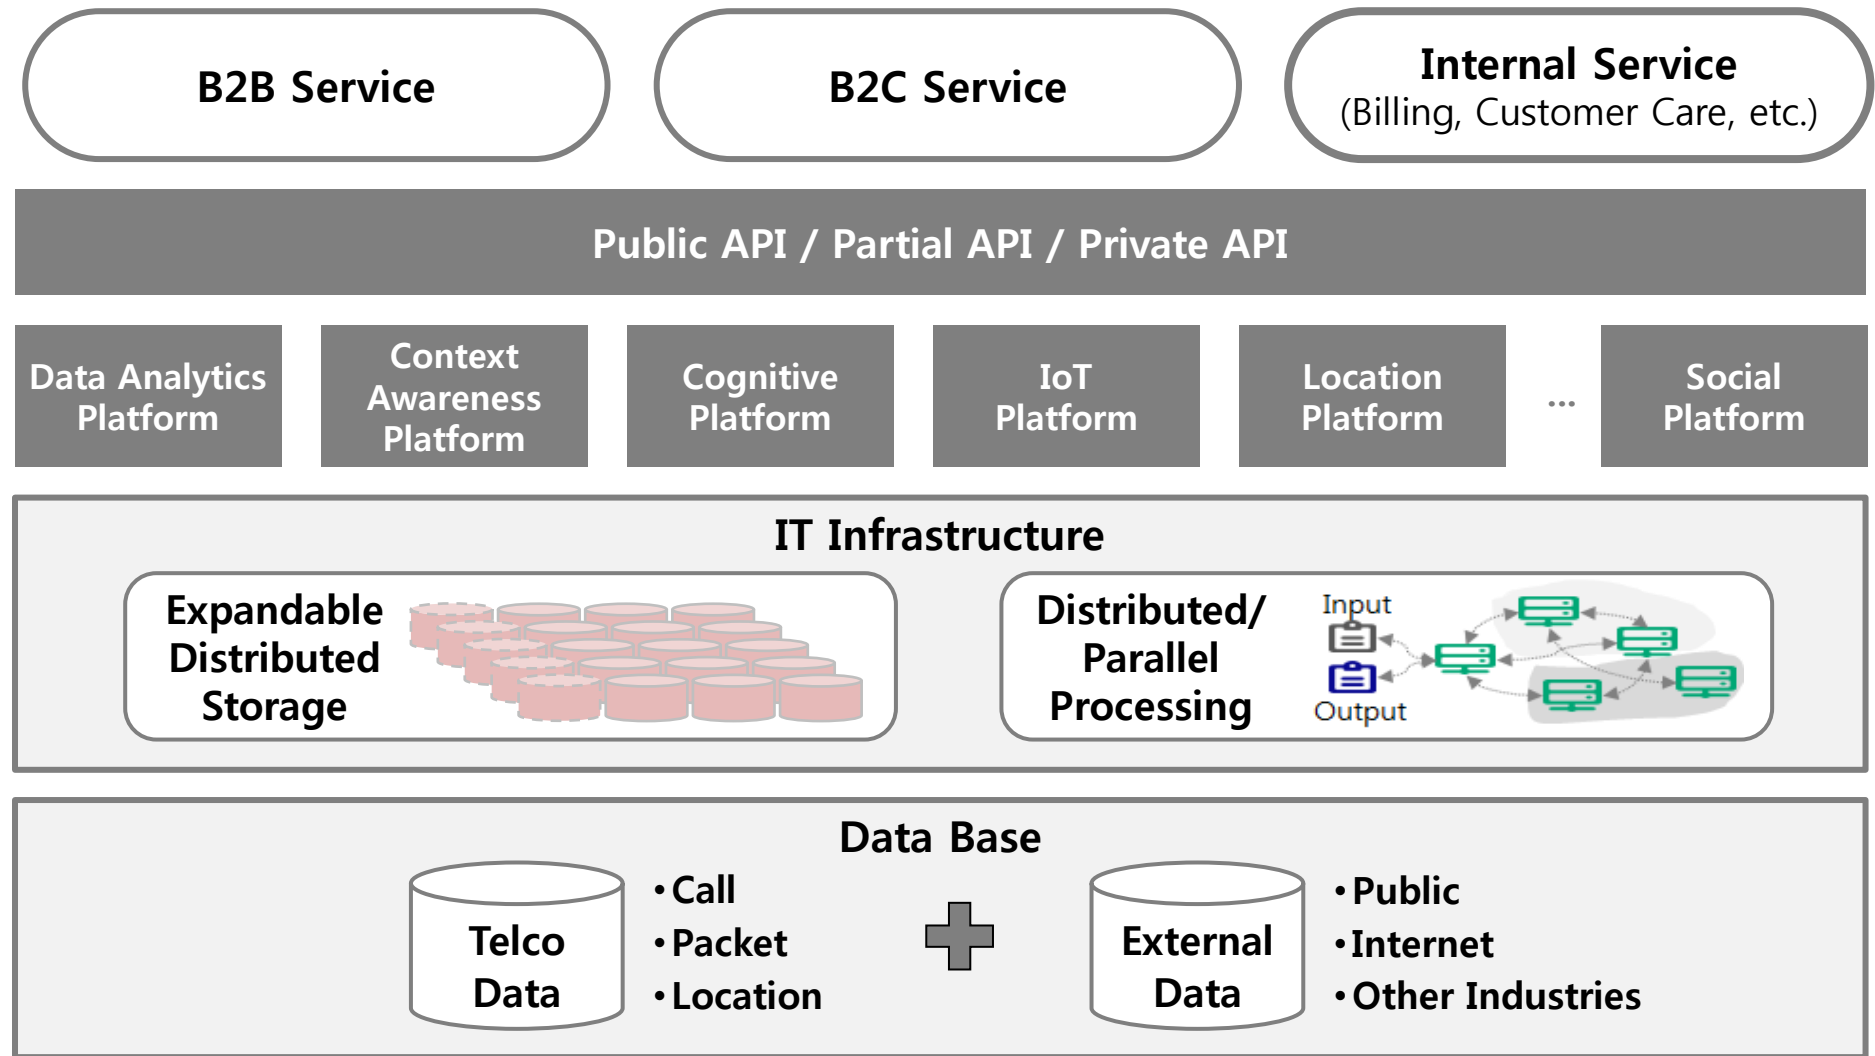 B2B Service
B2C Service
Internal Service
(Billing, Customer Care, etc.)
Public API / Partial API / Private API
Data Analytics
Platform
Context
Awareness
Platform
Cognitive
Platform
IoT
Platform
Location
Platform
...
Social
Platform
IT Infrastructure
Expandable
Distributed
Storage
Distributed/
Parallel
Processing
Input
Output
Data Base
Telco
Data
•Call
•Packet
•Location
External
Data
•Public
•Internet
•Other Industries